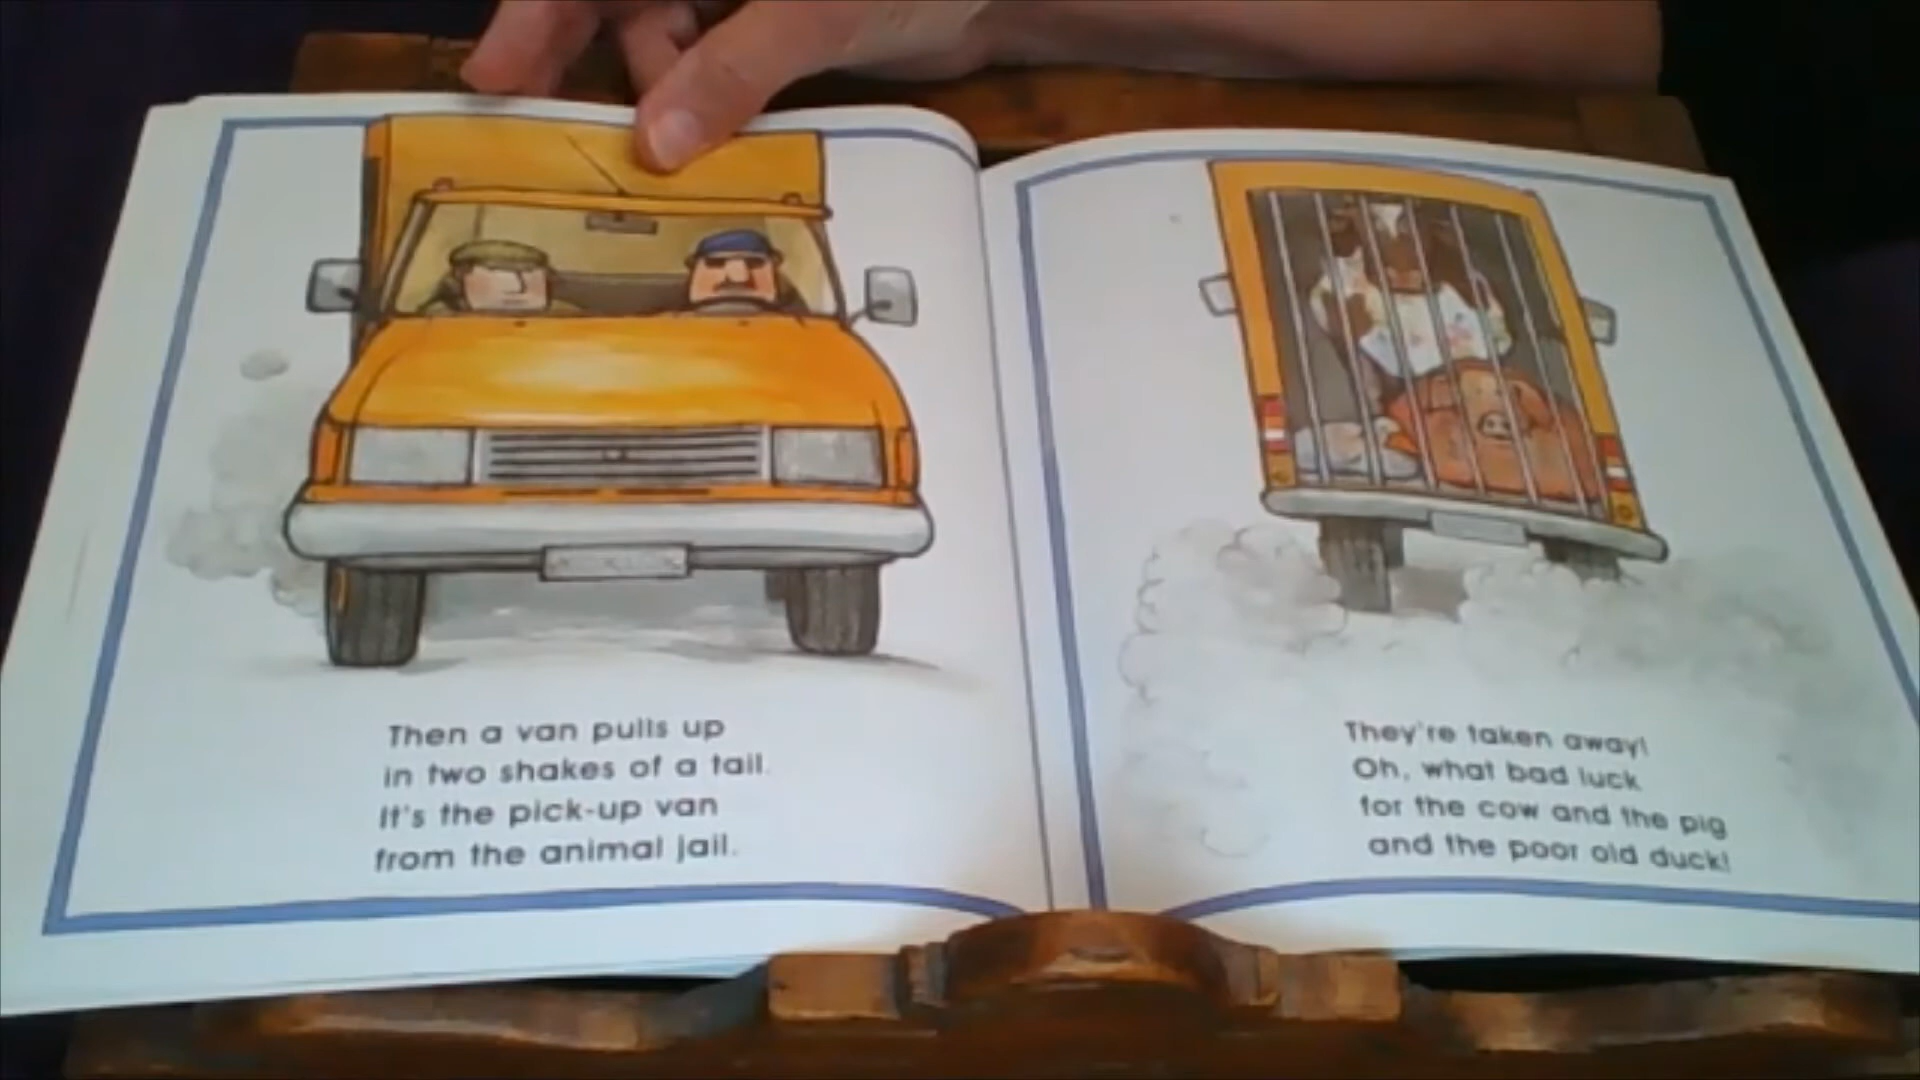 Then a van pulls up
in two shakes of a tail.
It's the pick-up van
from the animal jail.
They're taken away!
Oh, what bad luck
for the cow and the pig
and the poor old duck!